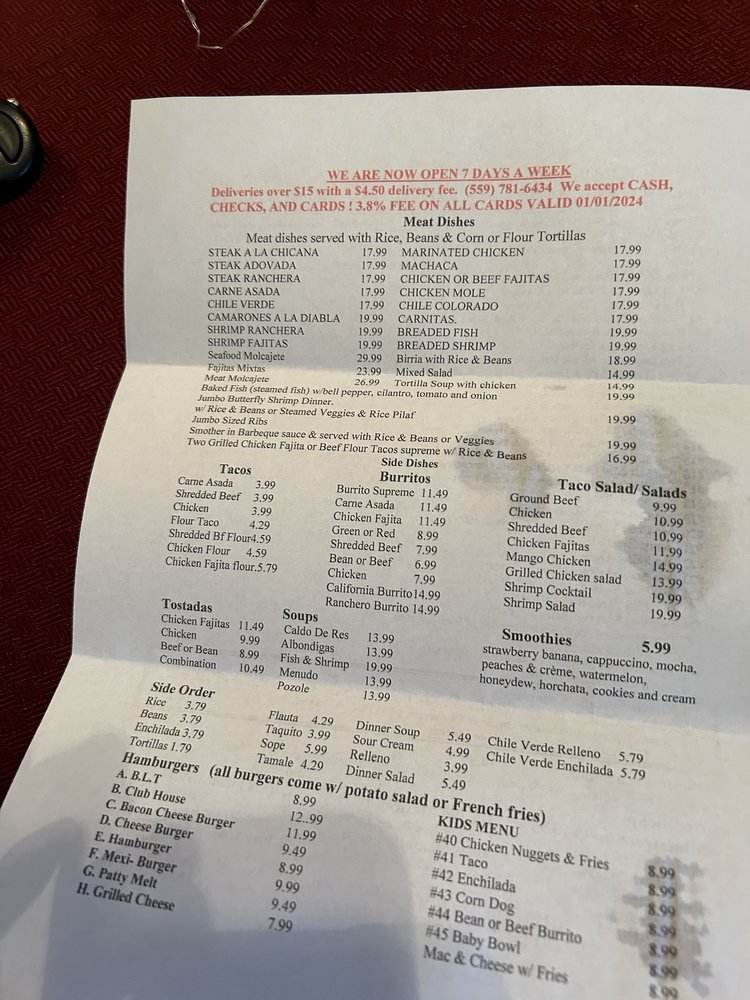 WE ARE NOW OPEN 7 DAYS A WEEK
Deliveries over $15 with a $4.50 delivery fee. (559) 781-6434 We accept CASH,
CHECKS, AND CARDS ! 3.8% FEE ON ALL CARDS VALID 01/01/2024
Meat Dishes
Meat dishes served with Rice, Beans & Corn or Flour Tortillas
STEAK A LA CHICANA 17.99 MARINATED CHICKEN 17.99
STEAK ADOVADA 17.99 MACHACA 17.99
STEAK RANCHERA 17.99 CHICKEN OR BEEF FAJITAS 17.99
CARNE ASADA 17.99 CHICKEN MOLE 17.99
CHILE VERDE 17.99 CHILE COLORADO 17.99
CAMARONES A LA DIABLA 19.99 CARNITAS. 17.99
SHRIMP RANCHERA 19.99 BREADED FISH 19.99
SHRIMP FAJITAS 19.99 BREADED SHRIMP 19.99
Seafood Molcajete 29.99 Birria with Rice & Beans 18.99
Fajitas Mixtas 23.99 Mixed Salad 14.99
Meat Molcajete 26.99 Tortilla Soup with chicken 14.99
Baked Fish (steamed fish) w/bell pepper, cilantro, tomato and onion 19.99
Jumbo Butterfly Shrimp Dinner.
w/ Rice & Beans or Steamed Veggies & Rice Pilaf 19.99
Jumbo Sized Ribs
Smother in Barbeque sauce & served with Rice & Beans or Veggies 19.99
Two Grilled Chicken Fajita or Beef Flour Tacos supreme w/ Rice & Beans 16.99
Side Dishes
Tacos
Carne Asada 3.99
Shredded Beef 3.99
Chicken 3.99
Flour Taco 4.29
Shredded Bf Flour4.59
Chicken Flour 4.59
Chicken Fajita flour.5.79
Burritos
Burrito Supreme 11.49
Carne Asada 11.49
Chicken Fajita 11.49
Green or Red 8.99
Shredded Beef 7.99
Bean or Beef 6.99
Chicken 7.99
California Burrito14.99
Ranchero Burrito 14.99
Taco Salad/ Salads
Ground Beef 9.99
Chicken 10.99
Shredded Beef 10.99
Chicken Fajitas 11.99
Mango Chicken 14.99
Grilled Chicken salad 13.99
Shrimp Cocktail 19.99
Shrimp Salad 19.99
Tostadas
Chicken Fajitas 11.49
Chicken 9.99
Beef or Bean 8.99
Combination 10.49
Soups
Caldo De Res 13.99
Albondigas 13.99
Fish & Shrimp 19.99
Menudo 13.99
Pozole 13.99
Smoothies 5.99
strawberry banana, cappuccino, mocha,
peaches & crème, watermelon,
honeydew, horchata, cookies and cream
Side Order
Rice 3.79
Beans 3.79
Enchilada 3.79
Tortillas 1.79
Flauta 4.29
Taquito 3.99
Sope 5.99
Tamale 4.29
Dinner Soup 5.49
Sour Cream 4.99
Relleno 3.99
Dinner Salad 5.49
Chile Verde Relleno 5.79
Chile Verde Enchilada 5.79
Hamburgers (all burgers come w/ potato salad or French fries)
A. B.L.T 8.99
B. Club House 12..99
C. Bacon Cheese Burger 11.99
D. Cheese Burger 9.49
E. Hamburger 8.99
F. Mexi- Burger 9.99
G. Patty Melt 9.49
H. Grilled Cheese 7.99
KIDS MENU
#40 Chicken Nuggets & Fries 8.99
#41 Taco 8.99
#42 Enchilada 8.99
#43 Corn Dog 8.99
#44 Bean or Beef Burrito 8.99
#45 Baby Bowl 8.99
Mac & Cheese w/ Fries 8.99